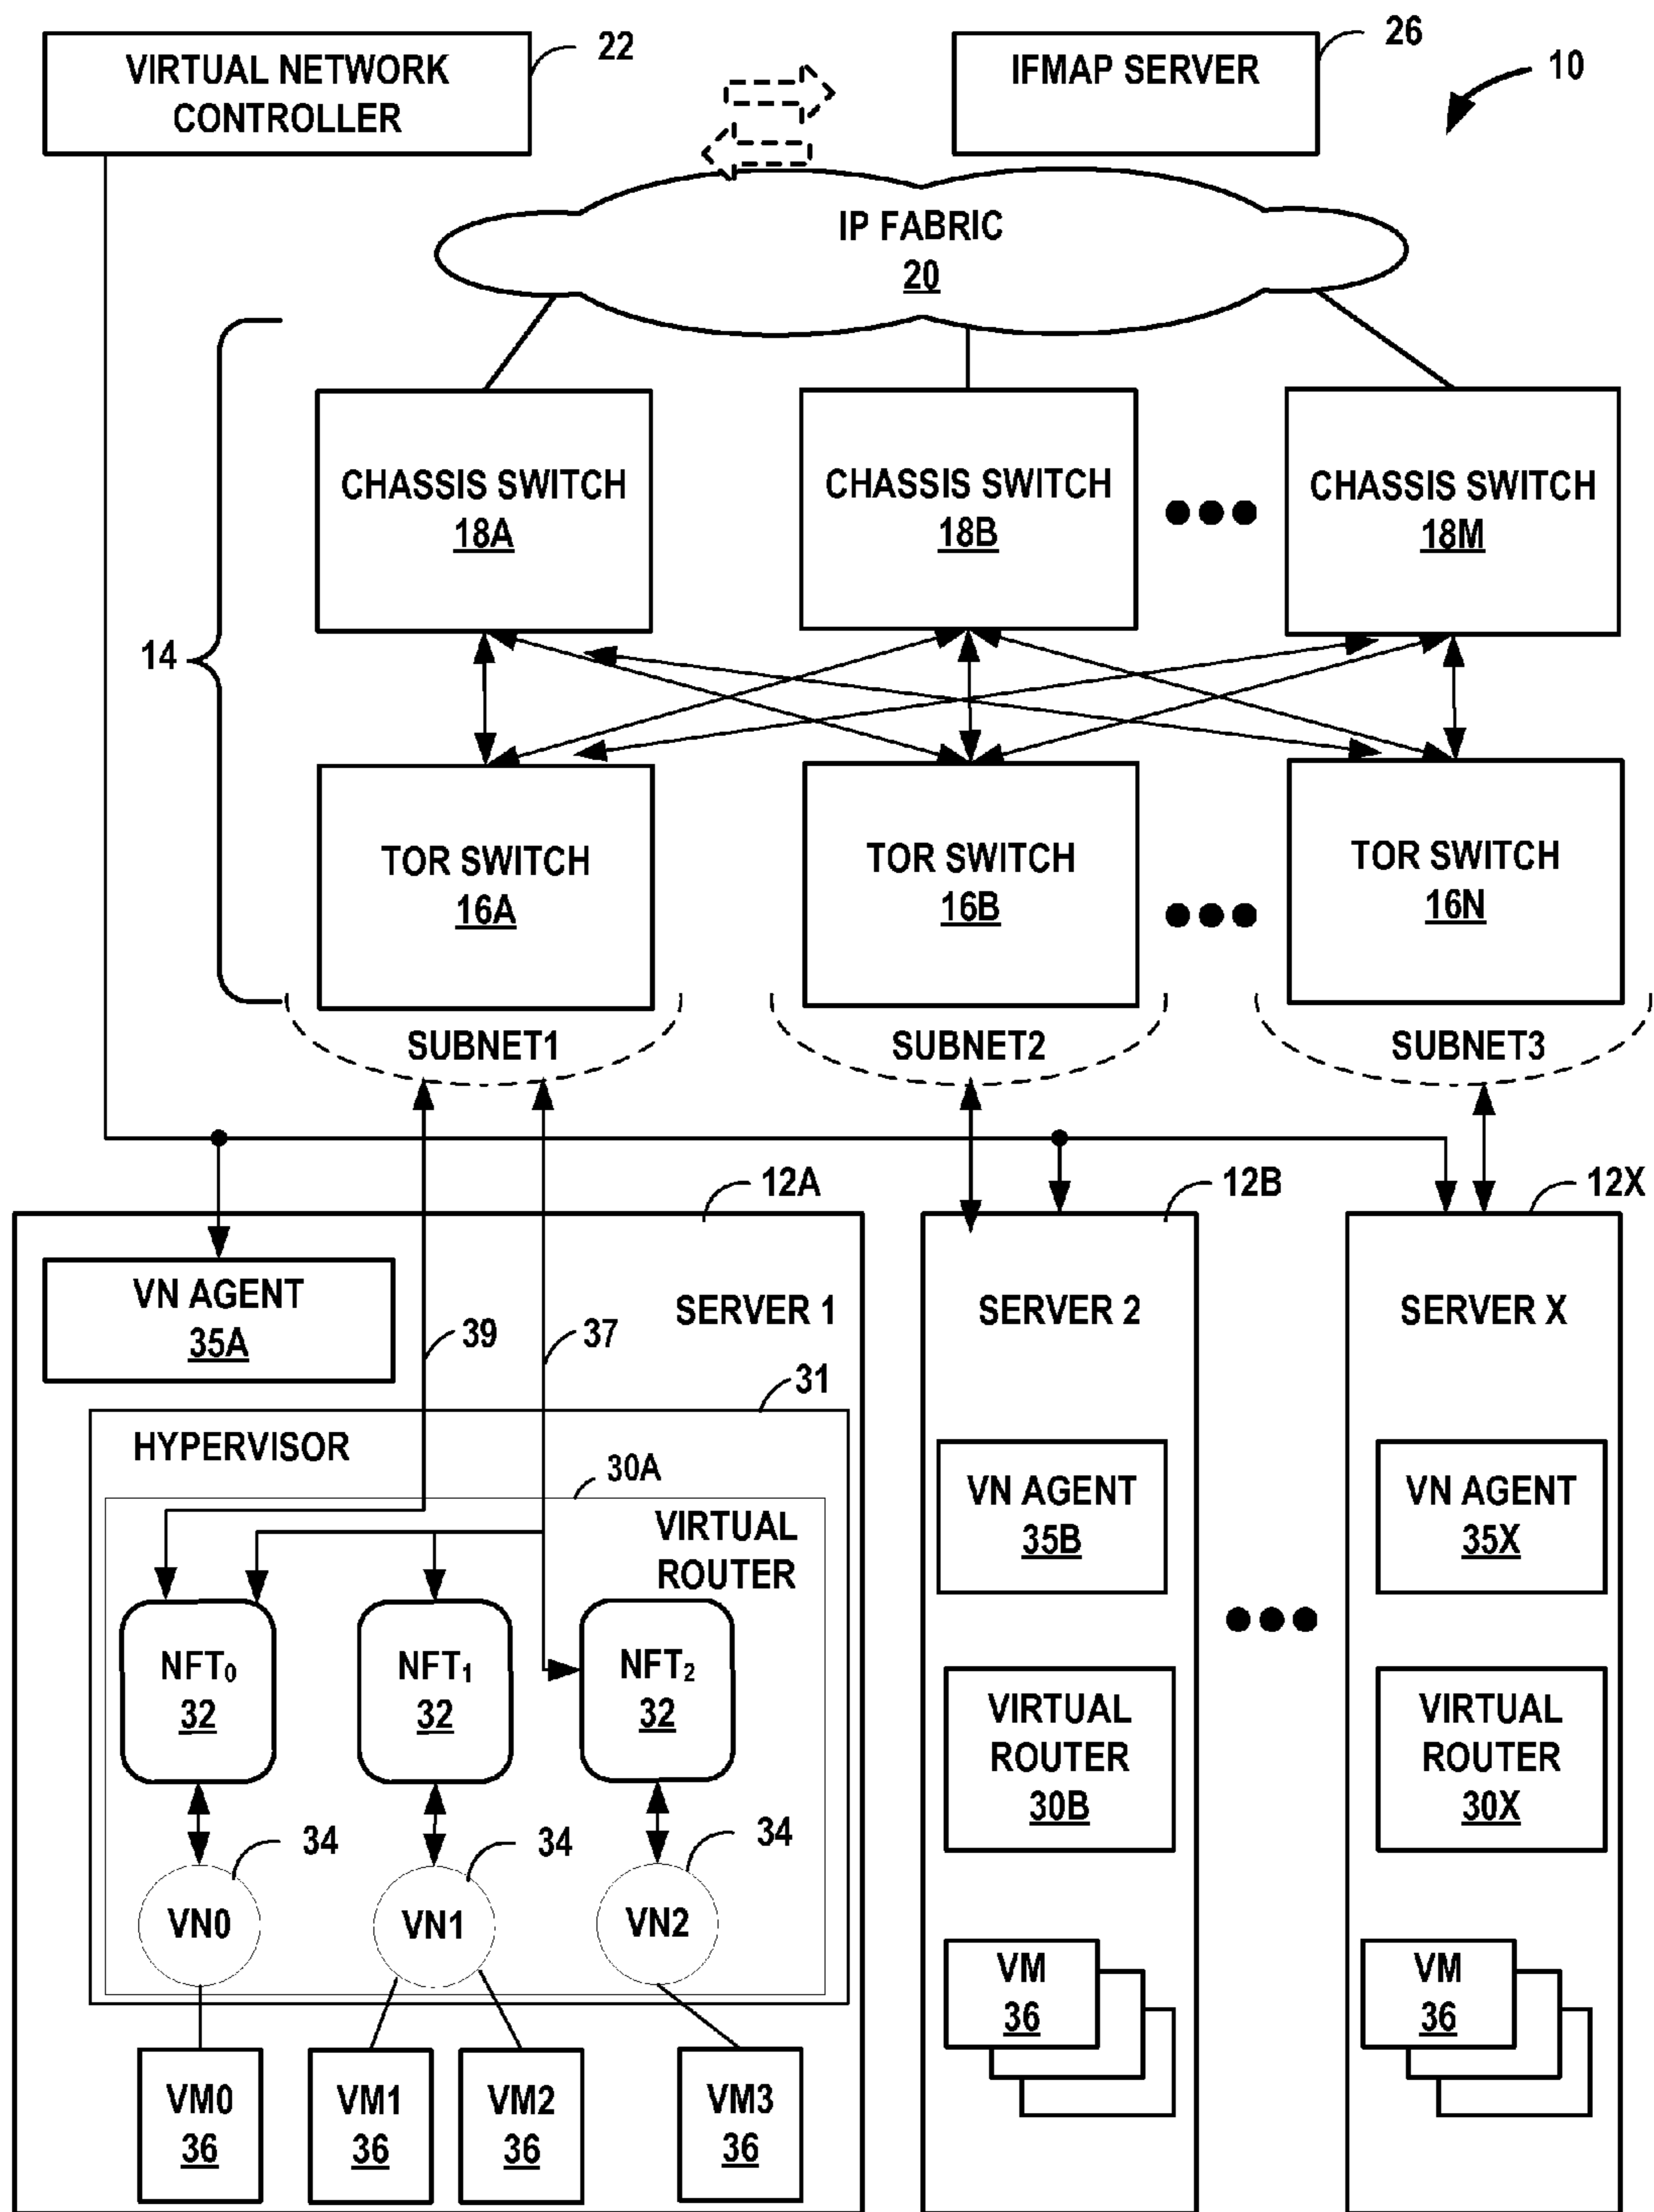 VIRTUAL NETWORK
CONTROLLER
22
IFMAP SERVER
26
10
IP FABRIC
20
14
CHASSIS SWITCH
18A
CHASSIS SWITCH
18B
CHASSIS SWITCH
18M
TOR SWITCH
16A
TOR SWITCH
16B
TOR SWITCH
16N
SUBNET1
SUBNET2
SUBNET3
12A
12B
12X
VN AGENT
35A
SERVER 1
39
37
31
HYPERVISOR
30A
VIRTUAL
ROUTER
NFT₀
32
NFT₁
32
NFT₂
32
34
34
34
VN0
VN1
VN2
VM0
36
VM1
36
VM2
36
VM3
36
SERVER 2
VN AGENT
35B
VIRTUAL
ROUTER
30B
VM
36
SERVER X
VN AGENT
35X
VIRTUAL
ROUTER
30X
VM
36